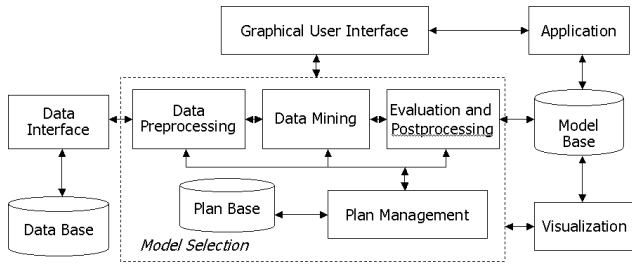 Graphical User Interface
Application
Data
Interface
Data
Preprocessing
Data Mining
Evaluation and
Postprocessing
Model
Base
Data Base
Plan Base
Plan Management
Visualization
Model Selection